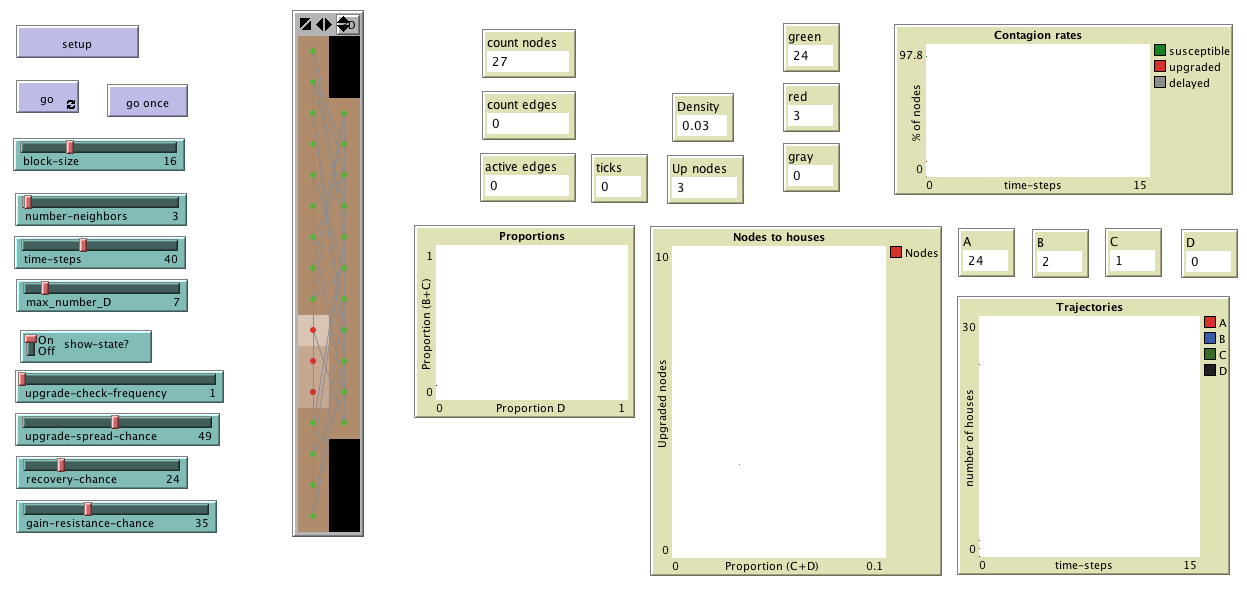 setup
go
go once
block-size 16
number-neighbors 3
time-steps 40
max_number_D 7
On
Off
show-state?
upgrade-check-frequency 1
upgrade-spread-chance 49
recovery-chance 24
gain-resistance-chance 35
D
count nodes
27
count edges
0
active edges
0
ticks
0
Density
0.03
Up nodes
3
green
24
red
3
gray
0
Contagion rates
97.8
% of nodes
0
0 time-steps 15
susceptible
upgraded
delayed
Proportions
1
Proportion (B+C)
0
0 Proportion D 1
Nodes to houses
10
Upgraded nodes
0
0 Proportion (C+D) 0.1
Nodes
A
24
B
2
C
1
D
0
Trajectories
30
number of houses
0
0 time-steps 15
A
B
C
D